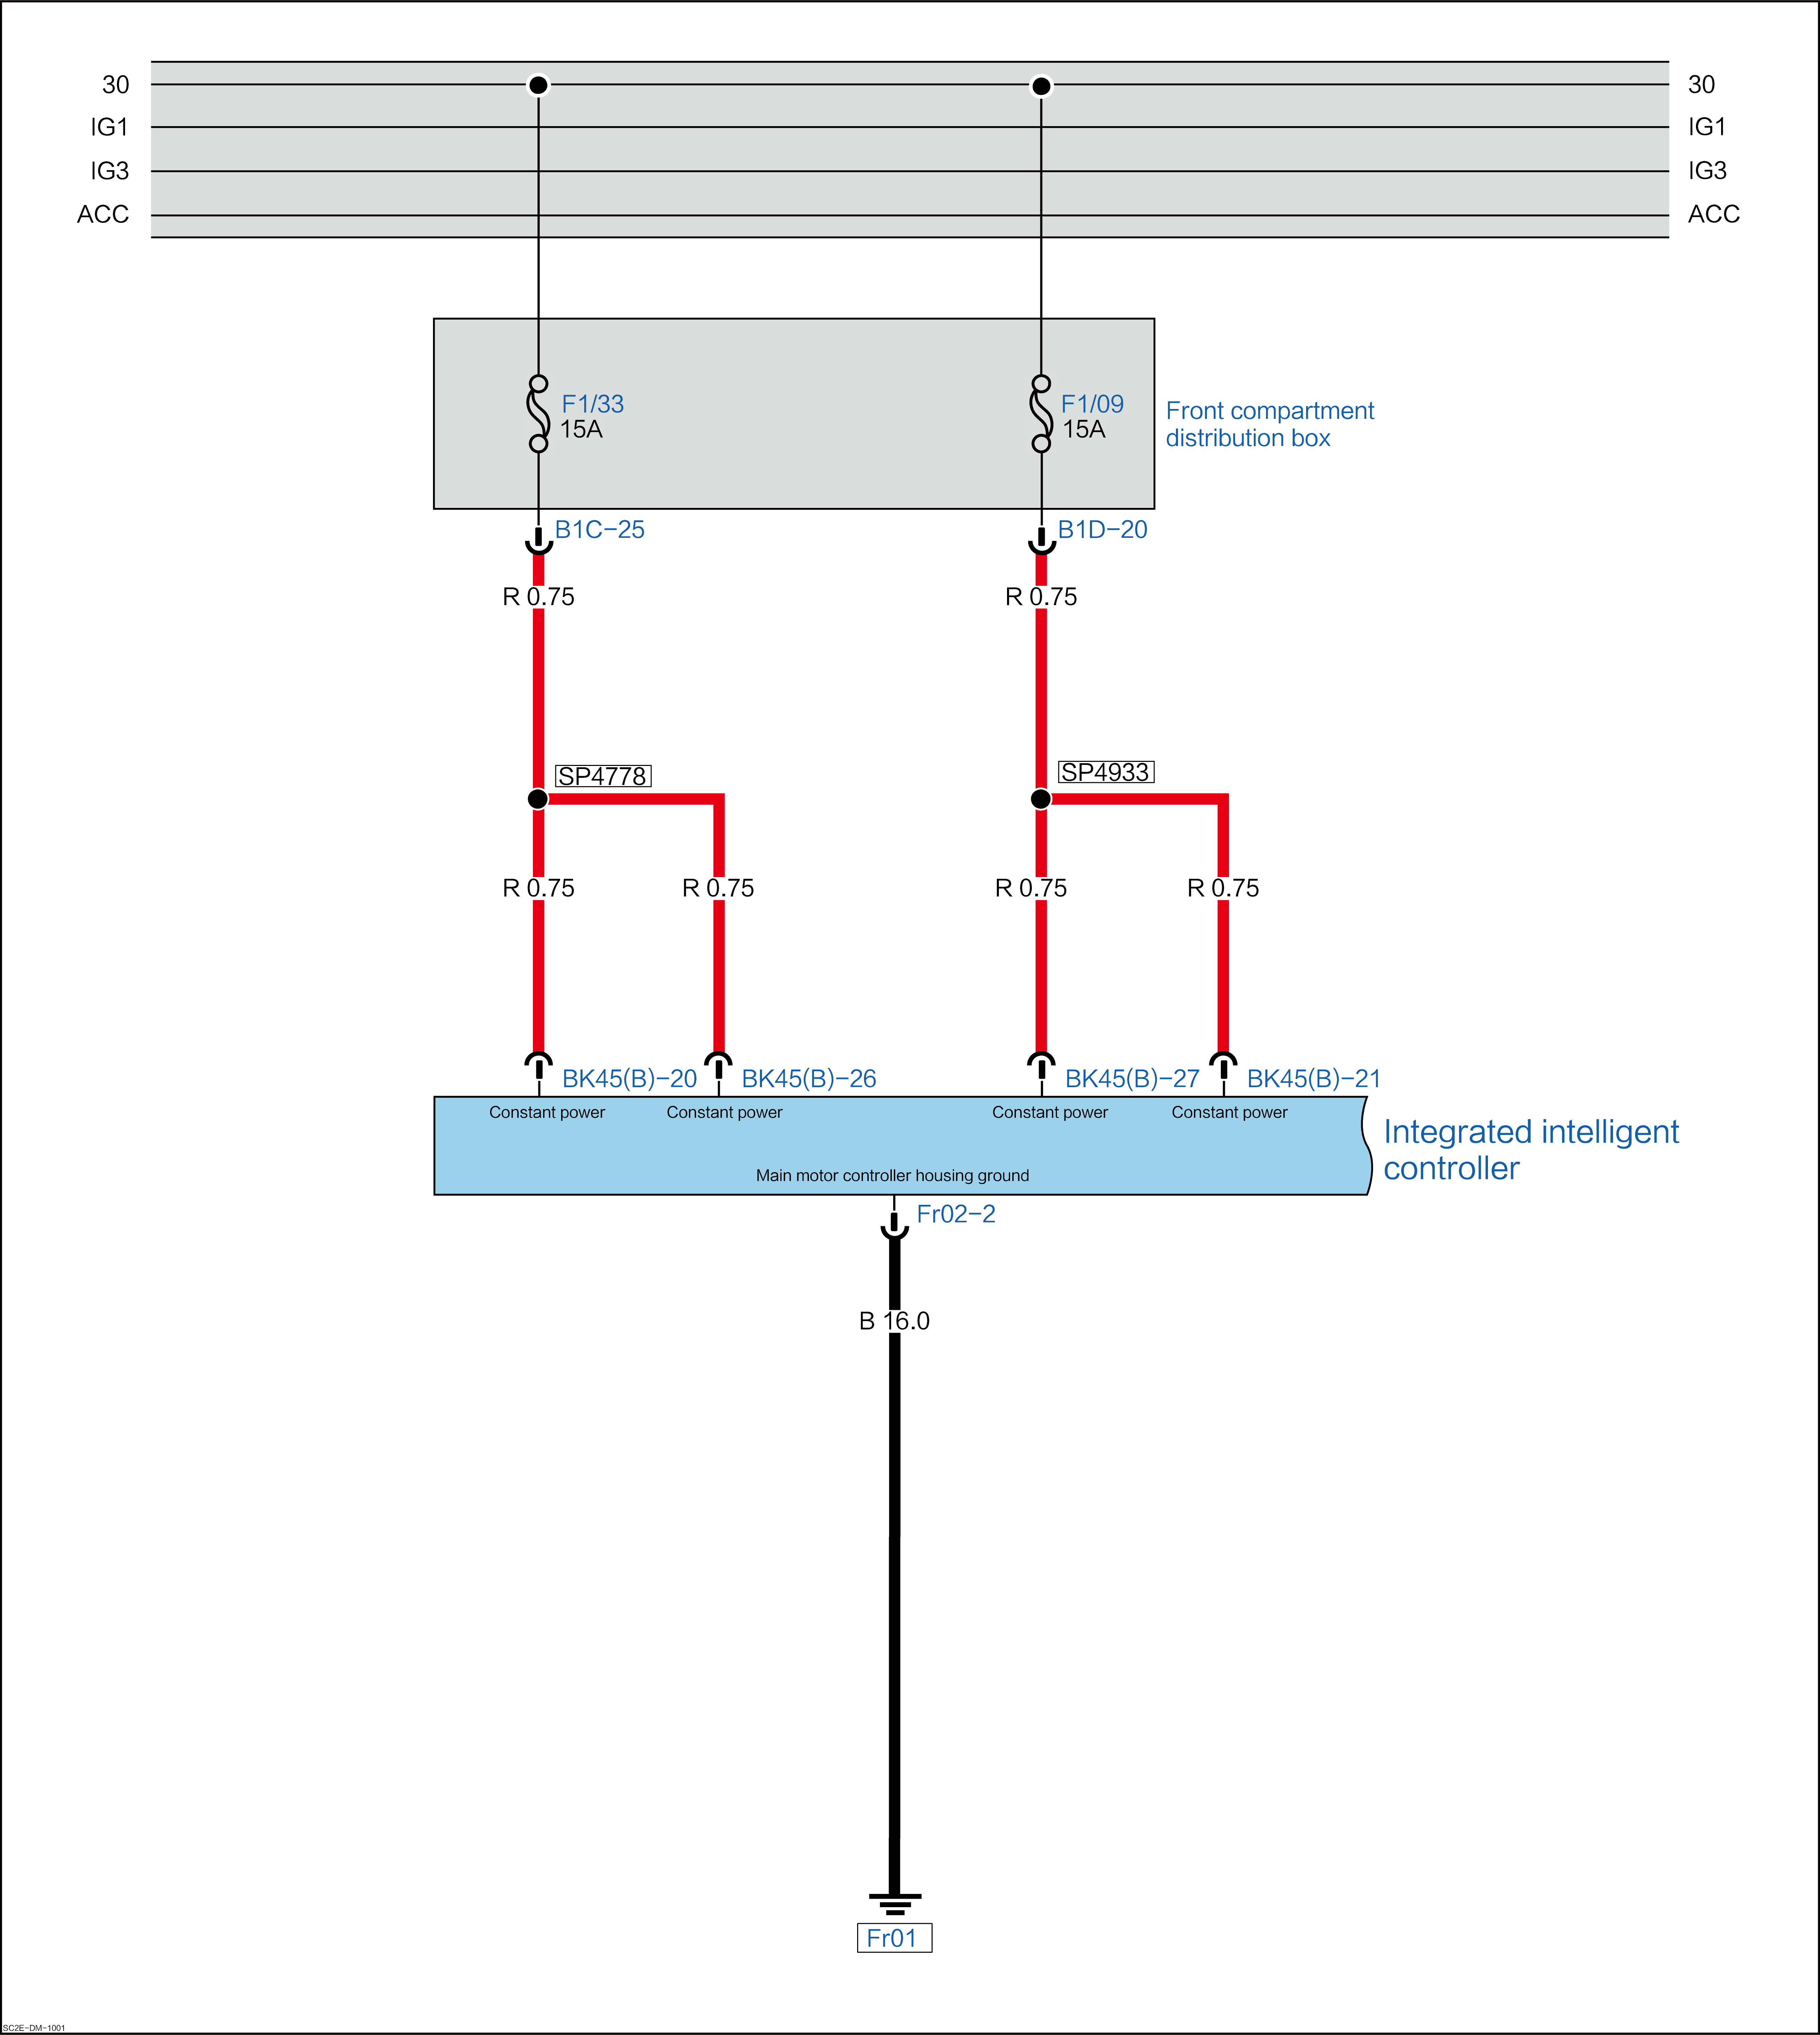 30
30
IG1
IG1
IG3
IG3
ACC
ACC
F1/33
15A
F1/09
15A
Front compartment
distribution box
B1C-25
B1D-20
R 0.75
R 0.75
SP4778
SP4933
R 0.75
R 0.75
R 0.75
R 0.75
BK45(B)-20
BK45(B)-26
BK45(B)-27
BK45(B)-21
Constant power
Constant power
Constant power
Constant power
Integrated intelligent
controller
Main motor controller housing ground
Fr02-2
B 16.0
Fr01
SC2E-DM-1001